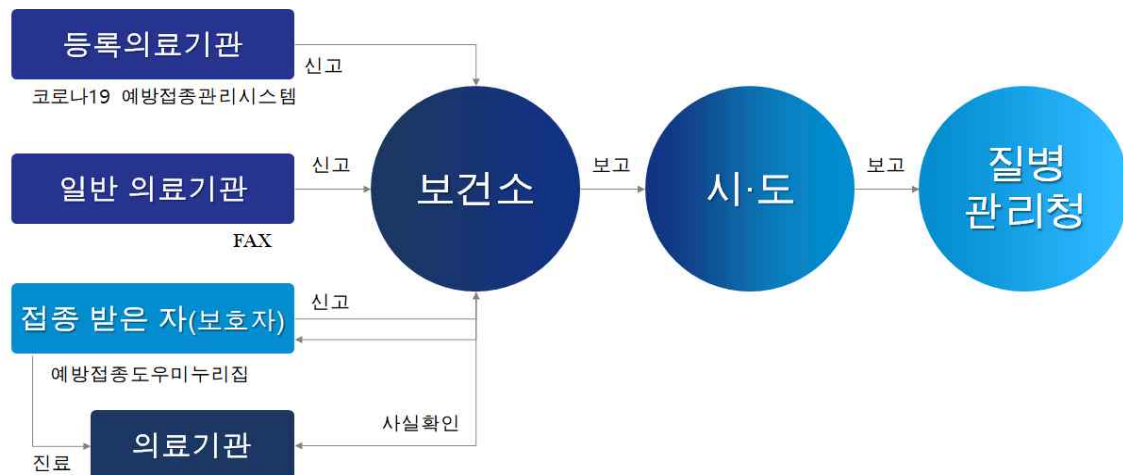 등록의료기관
신고
코로나19 예방접종관리시스템
일반 의료기관
신고
FAX
보건소
보고
시·도
보고
질병
관리청
접종 받은 자(보호자)
신고
예방접종도우미누리집
의료기관
사실확인
진료